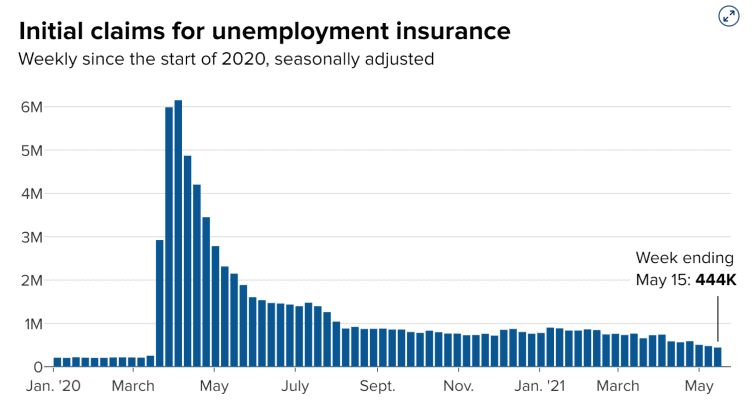 Initial claims for unemployment insurance
Weekly since the start of 2020, seasonally adjusted
6M
5M
4M
3M
2M
1M
0
Week ending
May 15: 444K
Jan. '20 March May July Sept. Nov. Jan. '21 March May